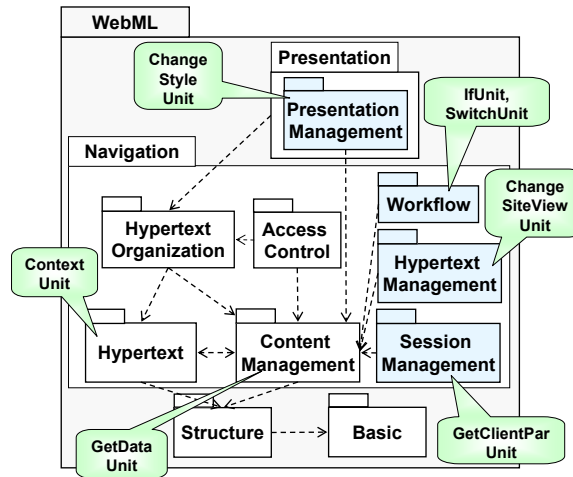 WebML
Presentation
Change
Style
Unit
Presentation
Management
IfUnit,
SwitchUnit
Navigation
Workflow
Change
SiteView
Unit
Hypertext
Organization
Access
Control
Hypertext
Management
Context
Unit
Hypertext
Content
Management
Session
Management
GetData
Unit
Structure
Basic
GetClientPar
Unit